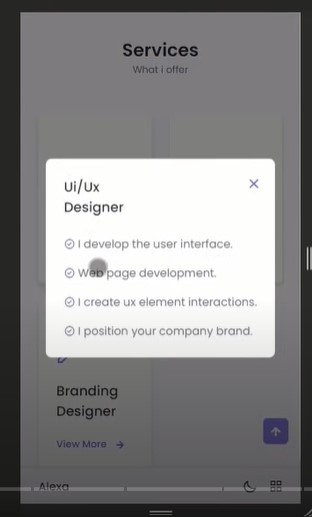 Services
What i offer
Ui/Ux
Designer
I develop the user interface.
Web page development.
I create ux element interactions.
I position your company brand.
Branding
Designer
View More
Alexa